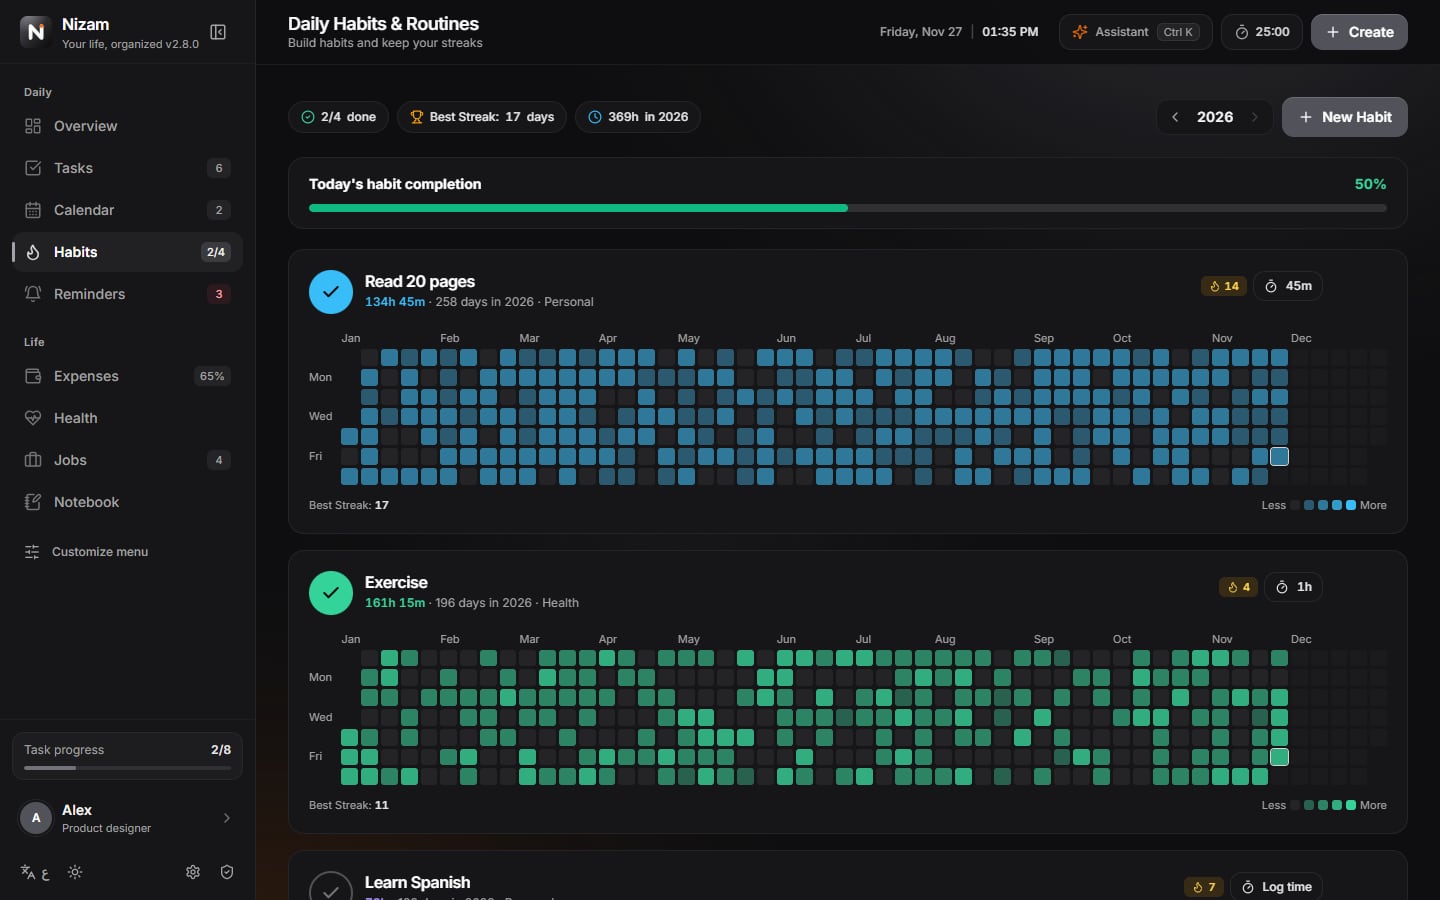 Nizam
Your life, organized v2.8.0
Daily
Overview
Tasks 6
Calendar 2
Habits 2/4
Reminders 3
Life
Expenses 65%
Health
Jobs 4
Notebook
Customize menu
Task progress 2/8
A
Alex
Product designer
ع
Daily Habits & Routines
Build habits and keep your streaks
Friday, Nov 27 | 01:35 PM
Assistant Ctrl K
25:00
+ Create
2/4 done
Best Streak: 17 days
369h in 2026
2026
+ New Habit
Today's habit completion 50%
Read 20 pages
134h 45m · 258 days in 2026 · Personal
14
45m
Jan Feb Mar Apr May Jun Jul Aug Sep Oct Nov Dec
Mon
Wed
Fri
Best Streak: 17
Less More
Exercise
161h 15m · 196 days in 2026 · Health
4
1h
Jan Feb Mar Apr May Jun Jul Aug Sep Oct Nov Dec
Mon
Wed
Fri
Best Streak: 11
Less More
Learn Spanish
7
Log time